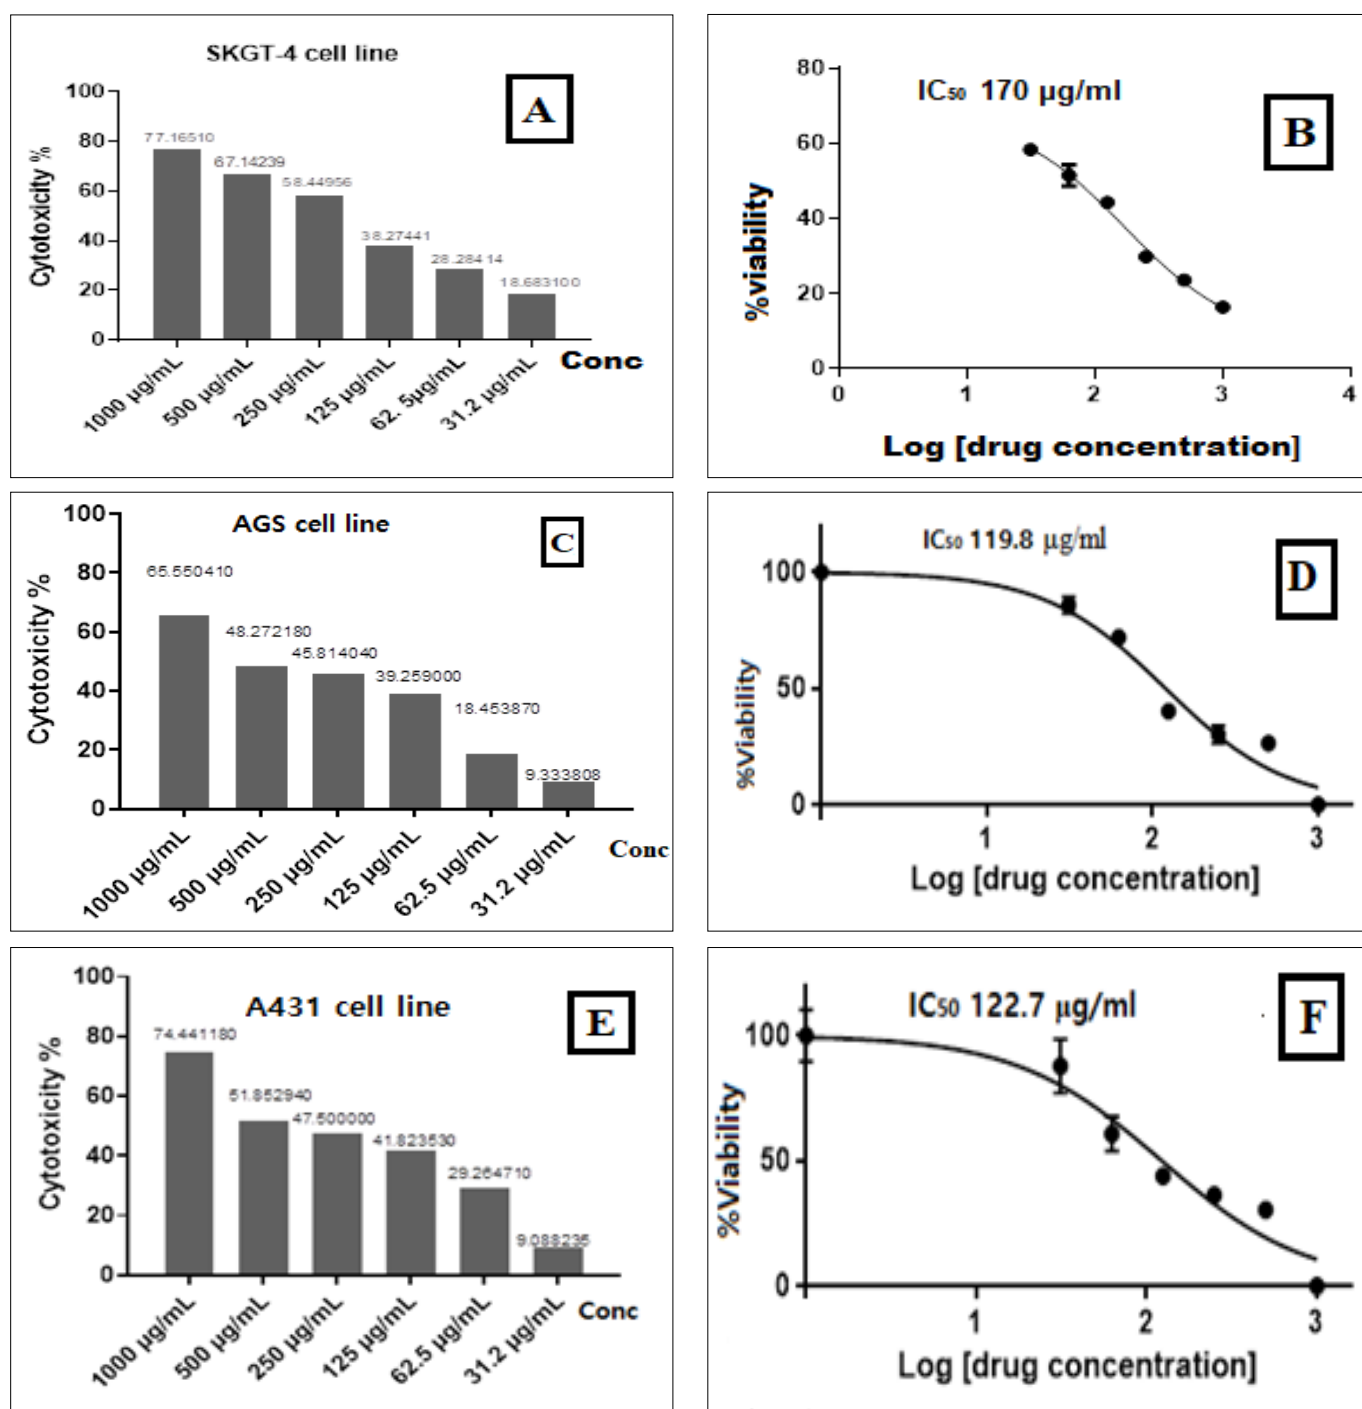 SKGT-4 cell line
A
Cytotoxicity %
100
80
60
40
20
0
77.16510
67.14239
58.44956
38.27441
28.28414
18.683100
1000 µg/mL
500 µg/mL
250 µg/mL
125 µg/mL
62. 5µg/mL
31.2 µg/mL
Conc
IC50 170 µg/ml
B
%viability
80
60
40
20
0
0 1 2 3 4
Log [drug concentration]
AGS cell line
C
Cytotoxicity %
100
80
60
40
20
0
65.550410
48.272180
45.814040
39.259000
18.453870
9.333808
1000 µg/mL
500 µg/mL
250 µg/mL
125 µg/mL
62.5 µg/mL
31.2 µg/mL
Conc
IC50 119.8 µg/ml
D
%Viability
100
50
0
1 2 3
Log [drug concentration]
A431 cell line
E
Cytotoxicity %
100
80
60
40
20
0
74.441180
51.852940
47.500000
41.823530
29.264710
9.088235
1000 µg/mL
500 µg/mL
250 µg/mL
125 µg/mL
62.5 µg/mL
31.2 µg/mL
Conc
IC50 122.7 µg/ml
F
%Viability
100
50
0
1 2 3
Log [drug concentration]